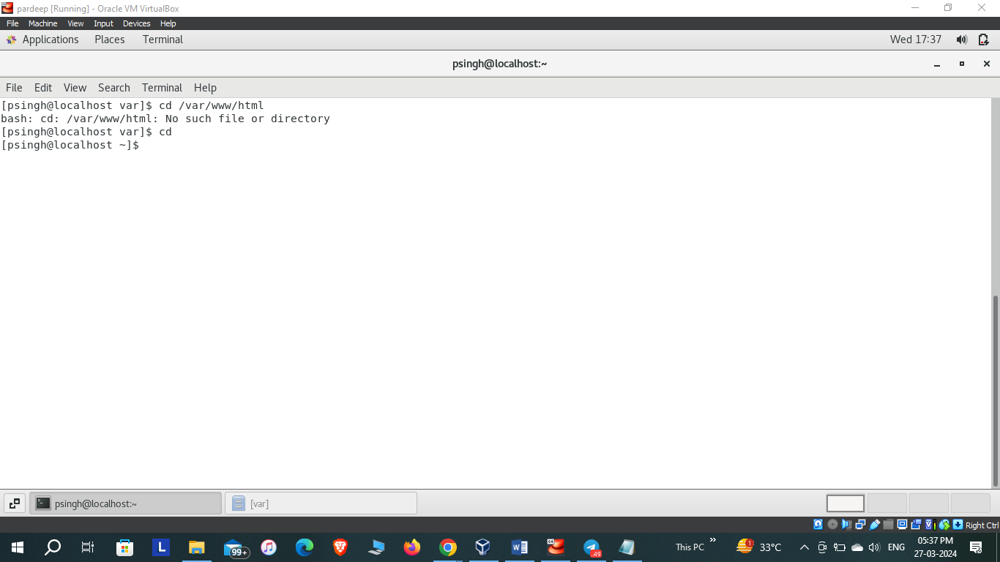 pardeep [Running] - Oracle VM VirtualBox
File Machine View Input Devices Help
Applications Places Terminal Wed 17:37
psingh@localhost:~
File Edit View Search Terminal Help
[psingh@localhost var]$ cd /var/www/html
bash: cd: /var/www/html: No such file or directory
[psingh@localhost var]$ cd
[psingh@localhost ~]$
psingh@localhost:~ [var]
Right Ctrl
L 99+ This PC » 1 33°C ENG 05:37 PM
49 27-03-2024